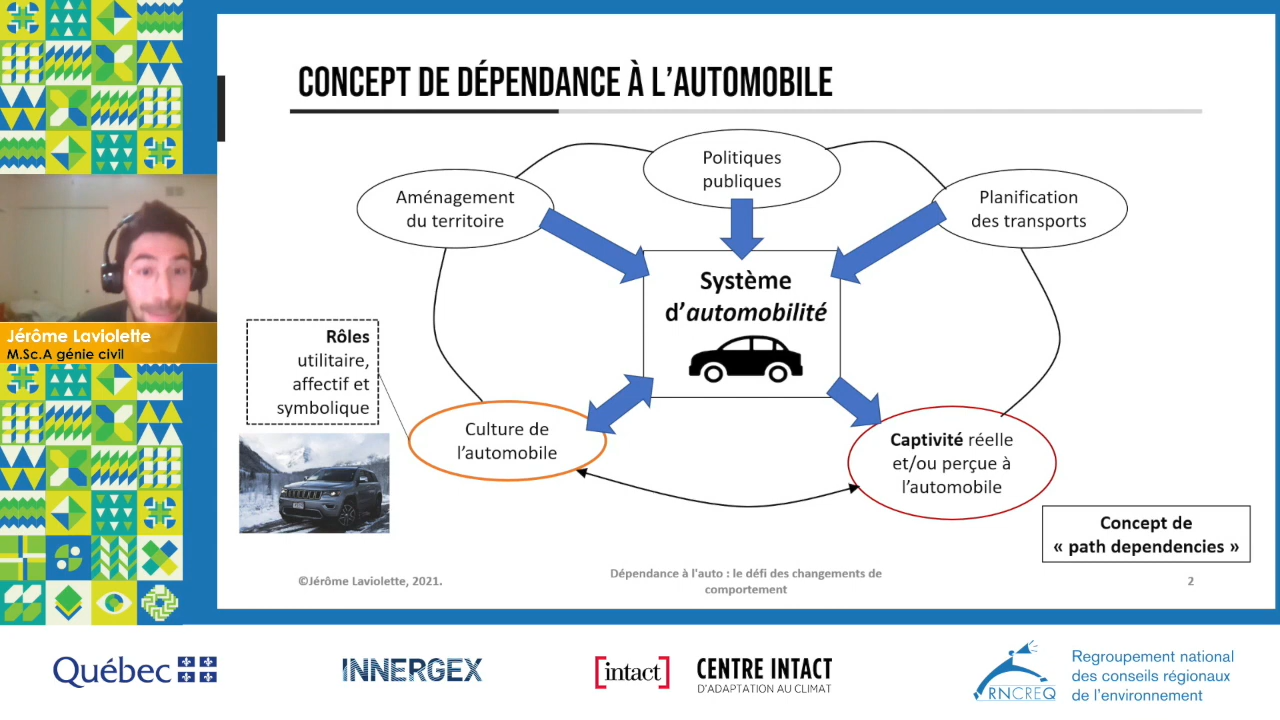 CONCEPT DE DÉPENDANCE À L'AUTOMOBILE
Politiques
publiques
Aménagement
du territoire
Planification
des transports
Système
d'automobilité
Rôles
utilitaire,
affectif et
symbolique
Culture de
l'automobile
Captivité réelle
et/ou perçue à
l'automobile
Concept de
« path dependencies »
©Jérôme Laviolette, 2021.
Dépendance à l'auto : le défi des changements de
comportement
2
Jérôme Laviolette
M.Sc.A génie civil
Québec
INNERGEX
[intact]
CENTRE INTACT
D'ADAPTATION AU CLIMAT
RNCREQ
Regroupement national
des conseils régionaux
de l'environnement